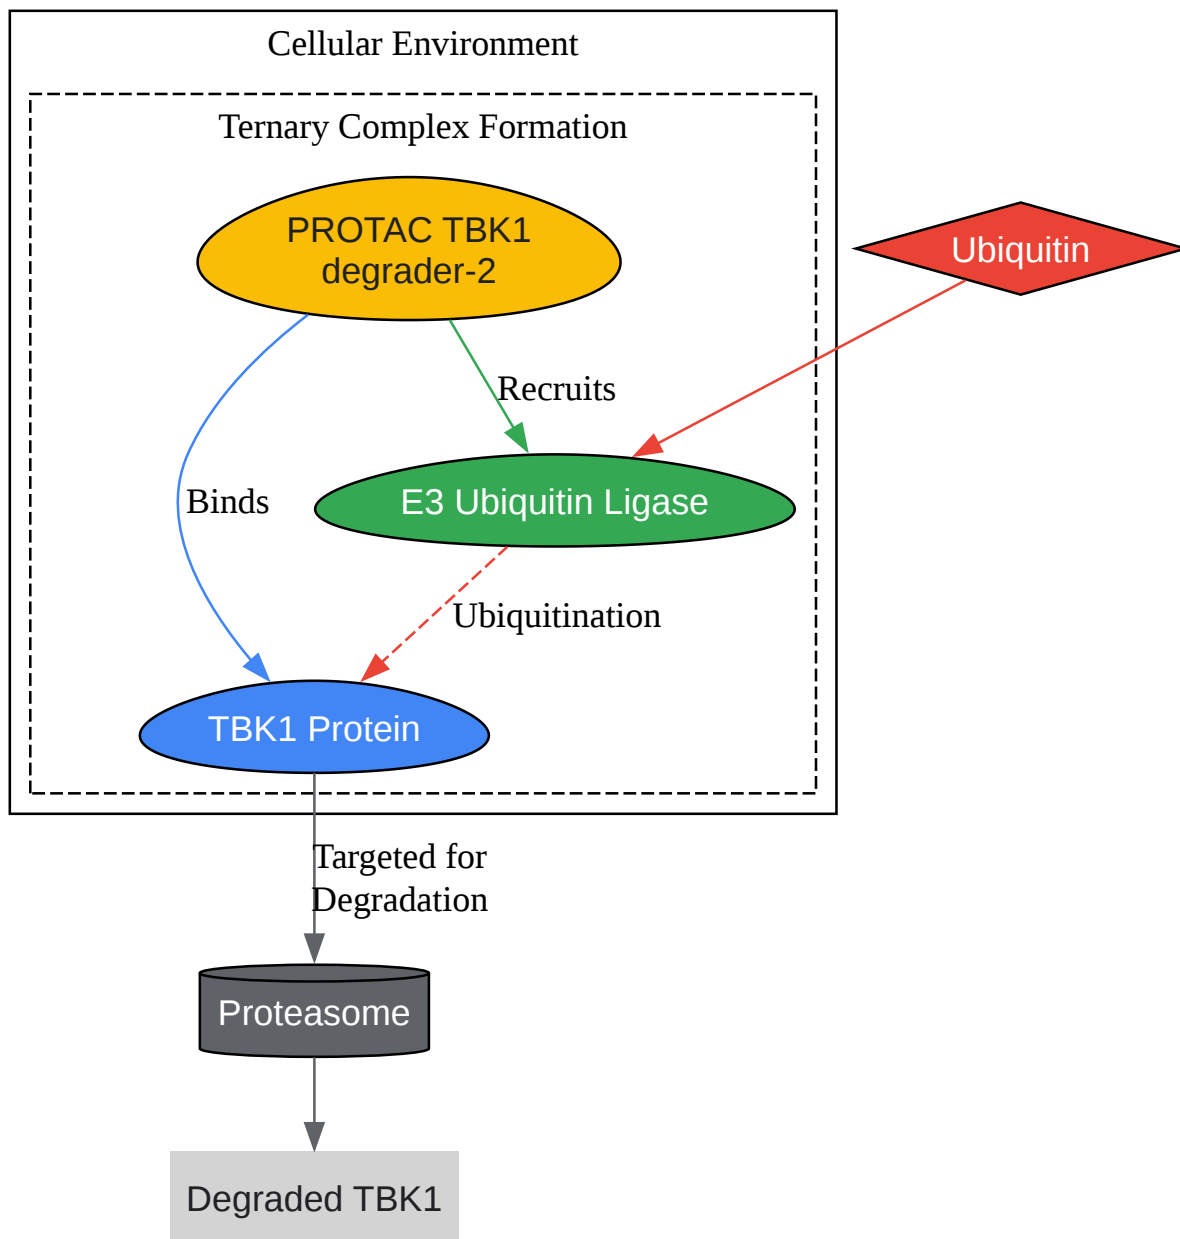 Cellular Environment
Ternary Complex Formation
PROTAC TBK1
degrader-2
Ubiquitin
Recruits
Binds
E3 Ubiquitin Ligase
Ubiquitination
TBK1 Protein
Targeted for
Degradation
Proteasome
Degraded TBK1